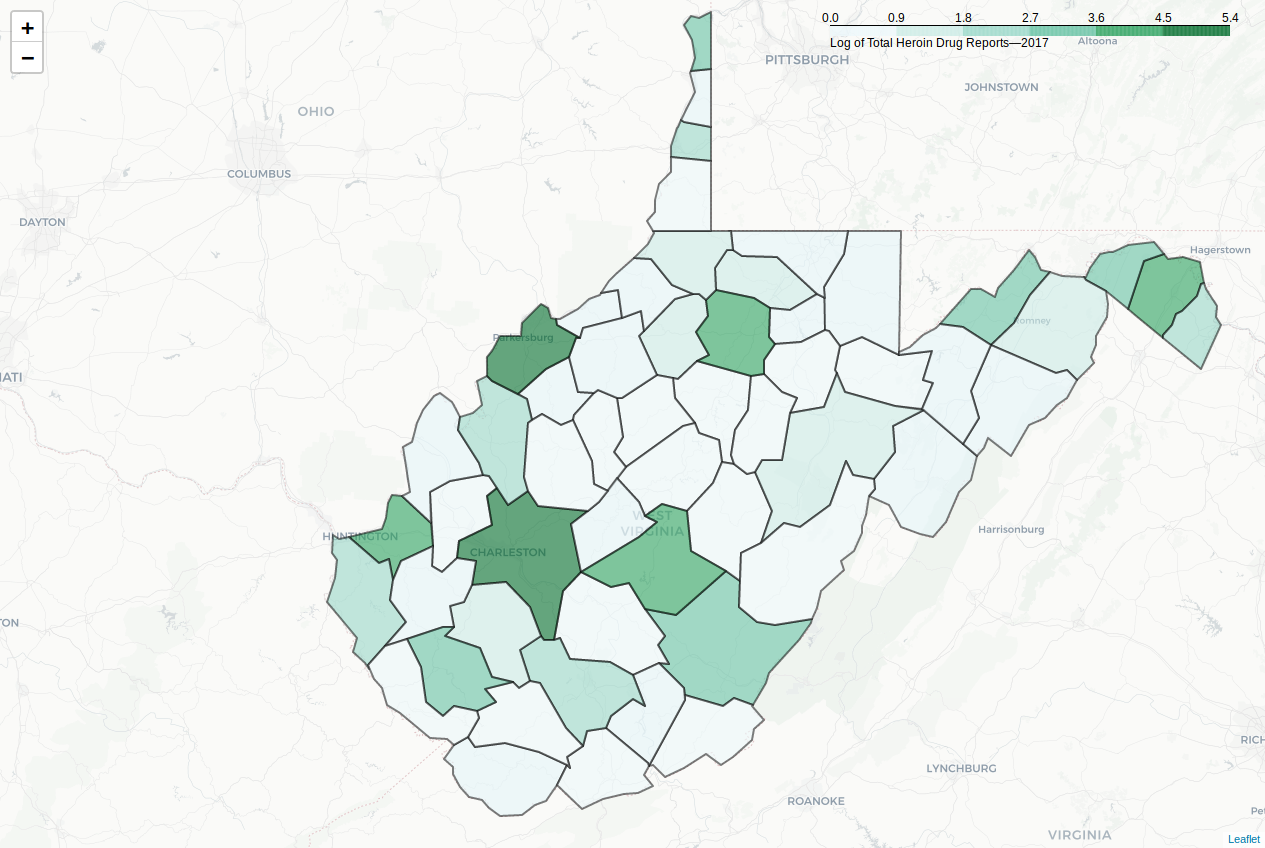 +
−
0.0 0.9 1.8 2.7 3.6 4.5 5.4
Log of Total Heroin Drug Reports—2017
Altoona
PITTSBURGH
JOHNSTOWN
OHIO
COLUMBUS
DAYTON
Hagerstown
Romney
Parkersburg
ATI
WEST
VIRGINIA
Harrisonburg
HUNTINGTON
CHARLESTON
ON
RICH
LYNCHBURG
ROANOKE
Pet
VIRGINIA
Leaflet